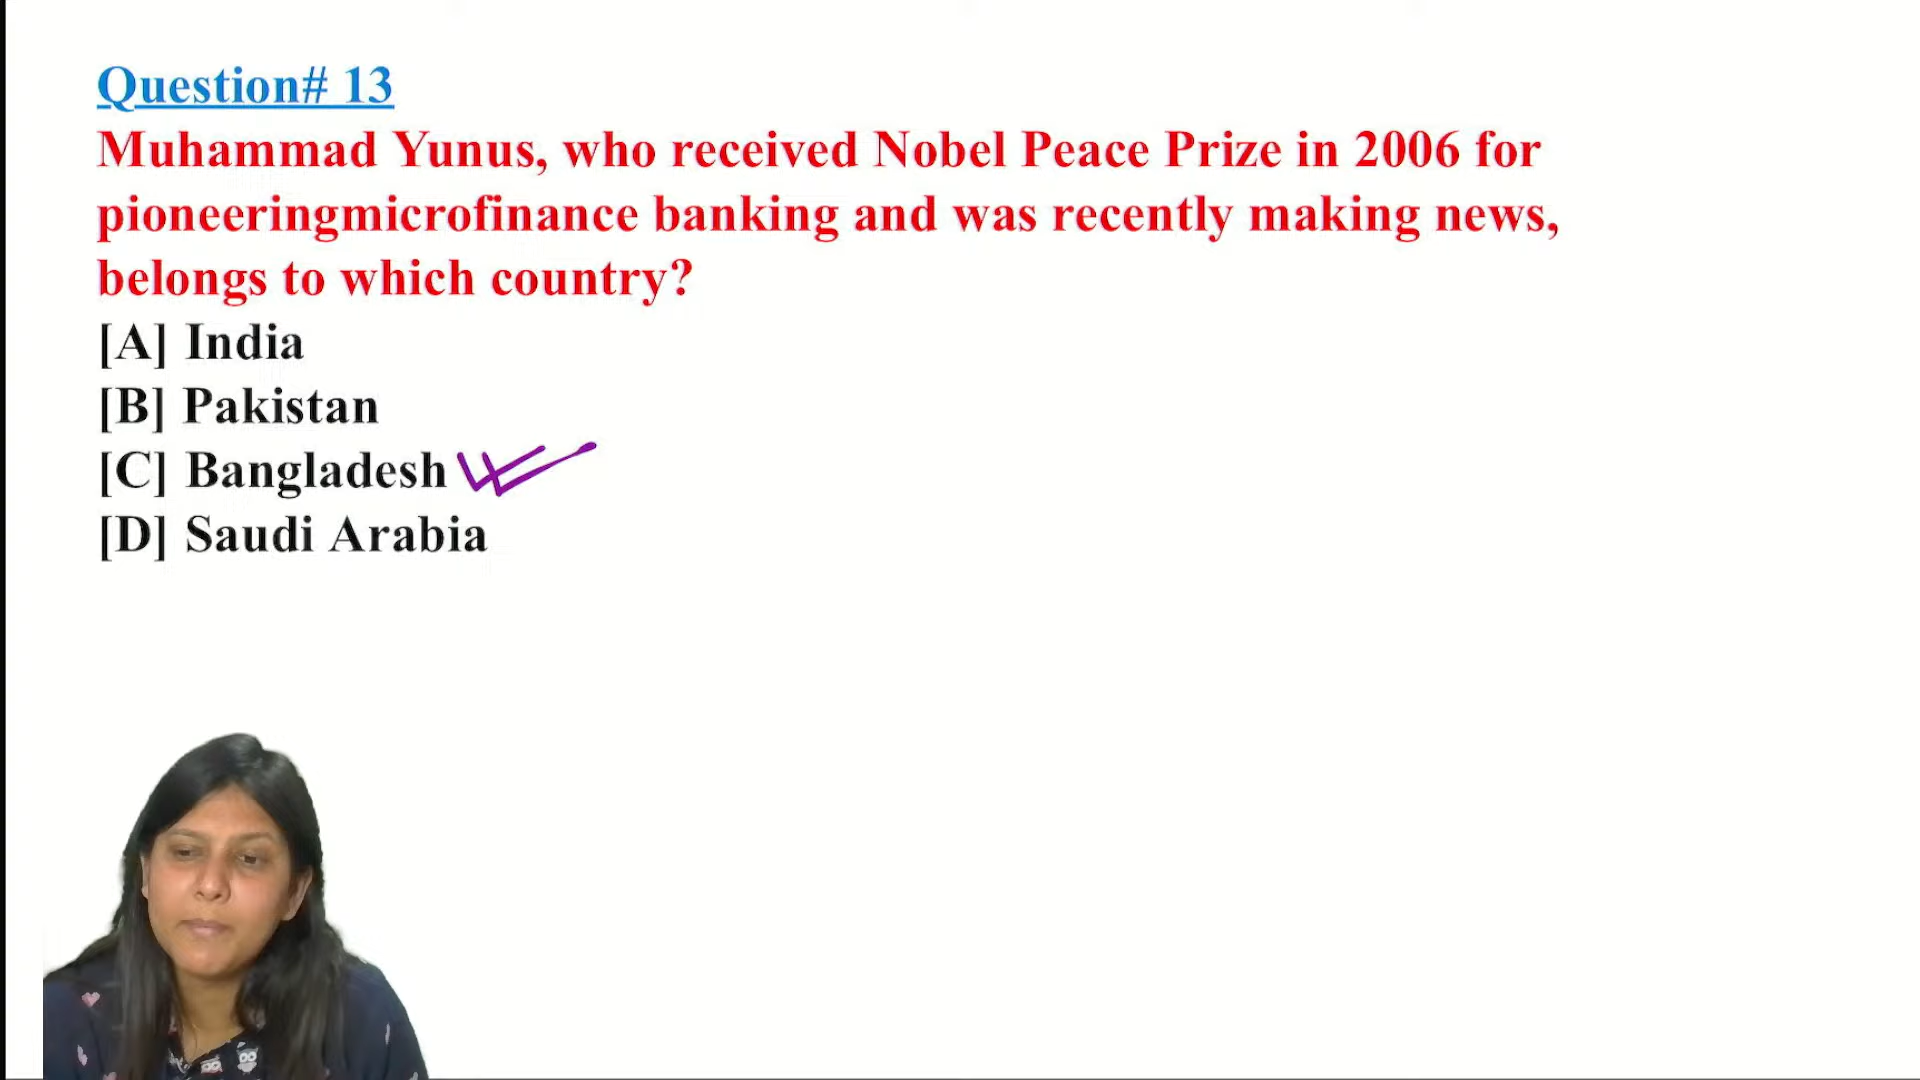 Question# 13
Muhammad Yunus, who received Nobel Peace Prize in 2006 for
pioneeringmicrofinance banking and was recently making news,
belongs to which country?
[A] India
[B] Pakistan
[C] Bangladesh
[D] Saudi Arabia